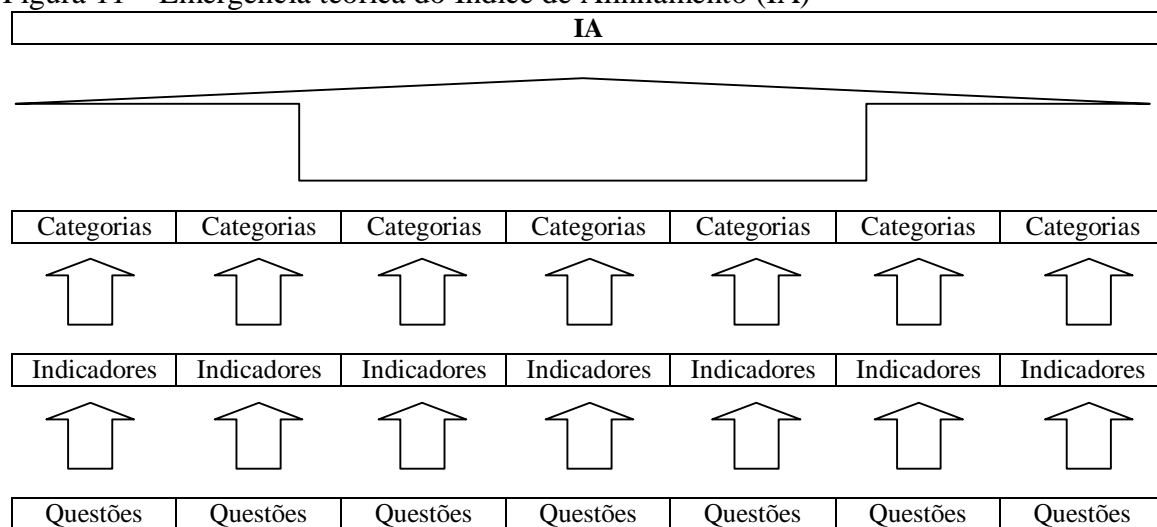 Figura 11 – Emergência teórica do Índice de Alinhamento (IA)
IA
Categorias Categorias Categorias Categorias Categorias Categorias Categorias
Indicadores Indicadores Indicadores Indicadores Indicadores Indicadores Indicadores
Questões Questões Questões Questões Questões Questões Questões